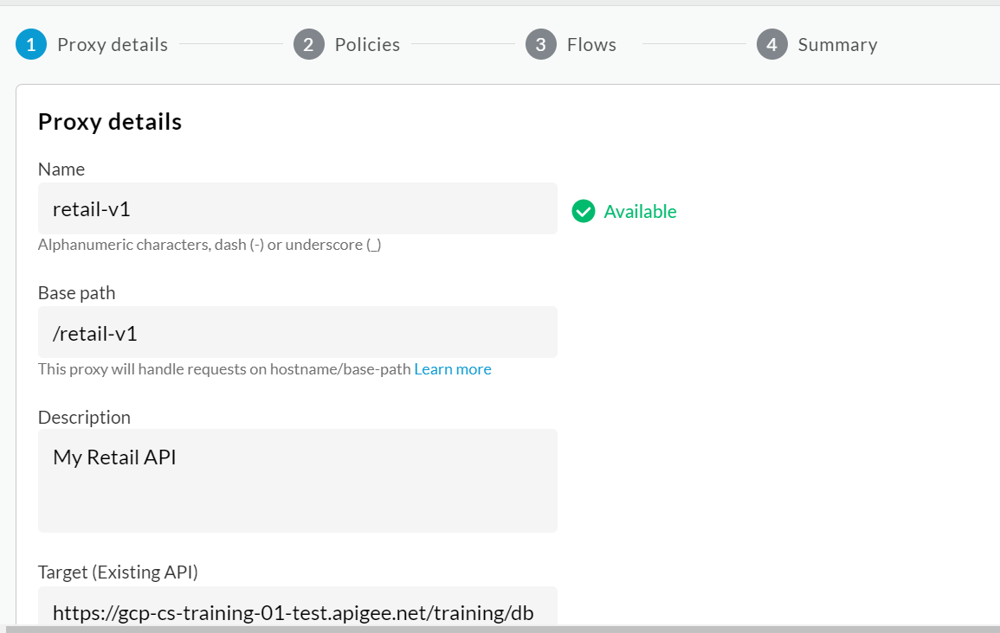 1 Proxy details 2 Policies 3 Flows 4 Summary
Proxy details
Name
retail-v1
Available
Alphanumeric characters, dash (-) or underscore (_)
Base path
/retail-v1
This proxy will handle requests on hostname/base-path Learn more
Description
My Retail API
Target (Existing API)
https://gcp-cs-training-01-test.apigee.net/training/db